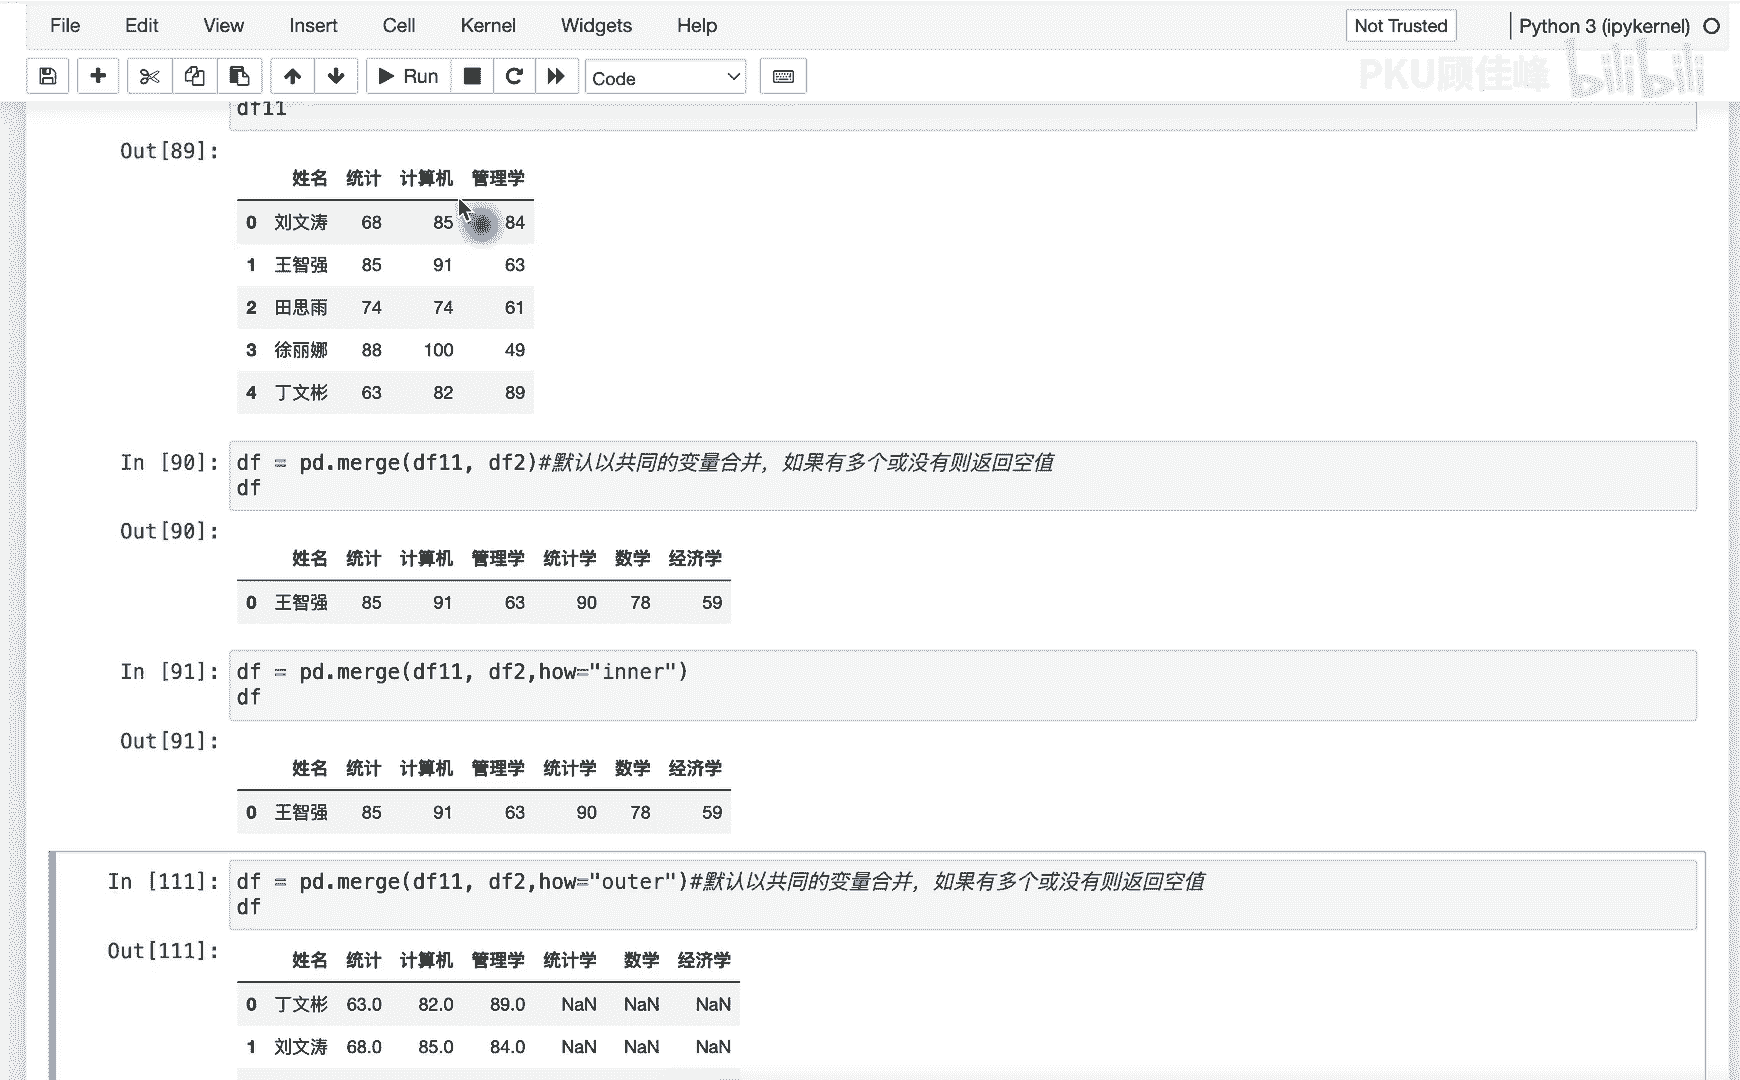 File Edit View Insert Cell Kernel Widgets Help Not Trusted Python 3 (ipykernel)
Run Code
PKU顾佳峰 bilibili
df11
Out[89]:
姓名 统计 计算机 管理学
0 刘文涛 68 85 84
1 王智强 85 91 63
2 田思雨 74 74 61
3 徐丽娜 88 100 49
4 丁文彬 63 82 89
In [90]: df = pd.merge(df11, df2)#默认以共同的变量合并，如果有多个或没有则返回空值
df
Out[90]:
姓名 统计 计算机 管理学 统计学 数学 经济学
0 王智强 85 91 63 90 78 59
In [91]: df = pd.merge(df11, df2,how="inner")
df
Out[91]:
姓名 统计 计算机 管理学 统计学 数学 经济学
0 王智强 85 91 63 90 78 59
In [111]: df = pd.merge(df11, df2,how="outer")#默认以共同的变量合并，如果有多个或没有则返回空值
df
Out[111]:
姓名 统计 计算机 管理学 统计学 数学 经济学
0 丁文彬 63.0 82.0 89.0 NaN NaN NaN
1 刘文涛 68.0 85.0 84.0 NaN NaN NaN